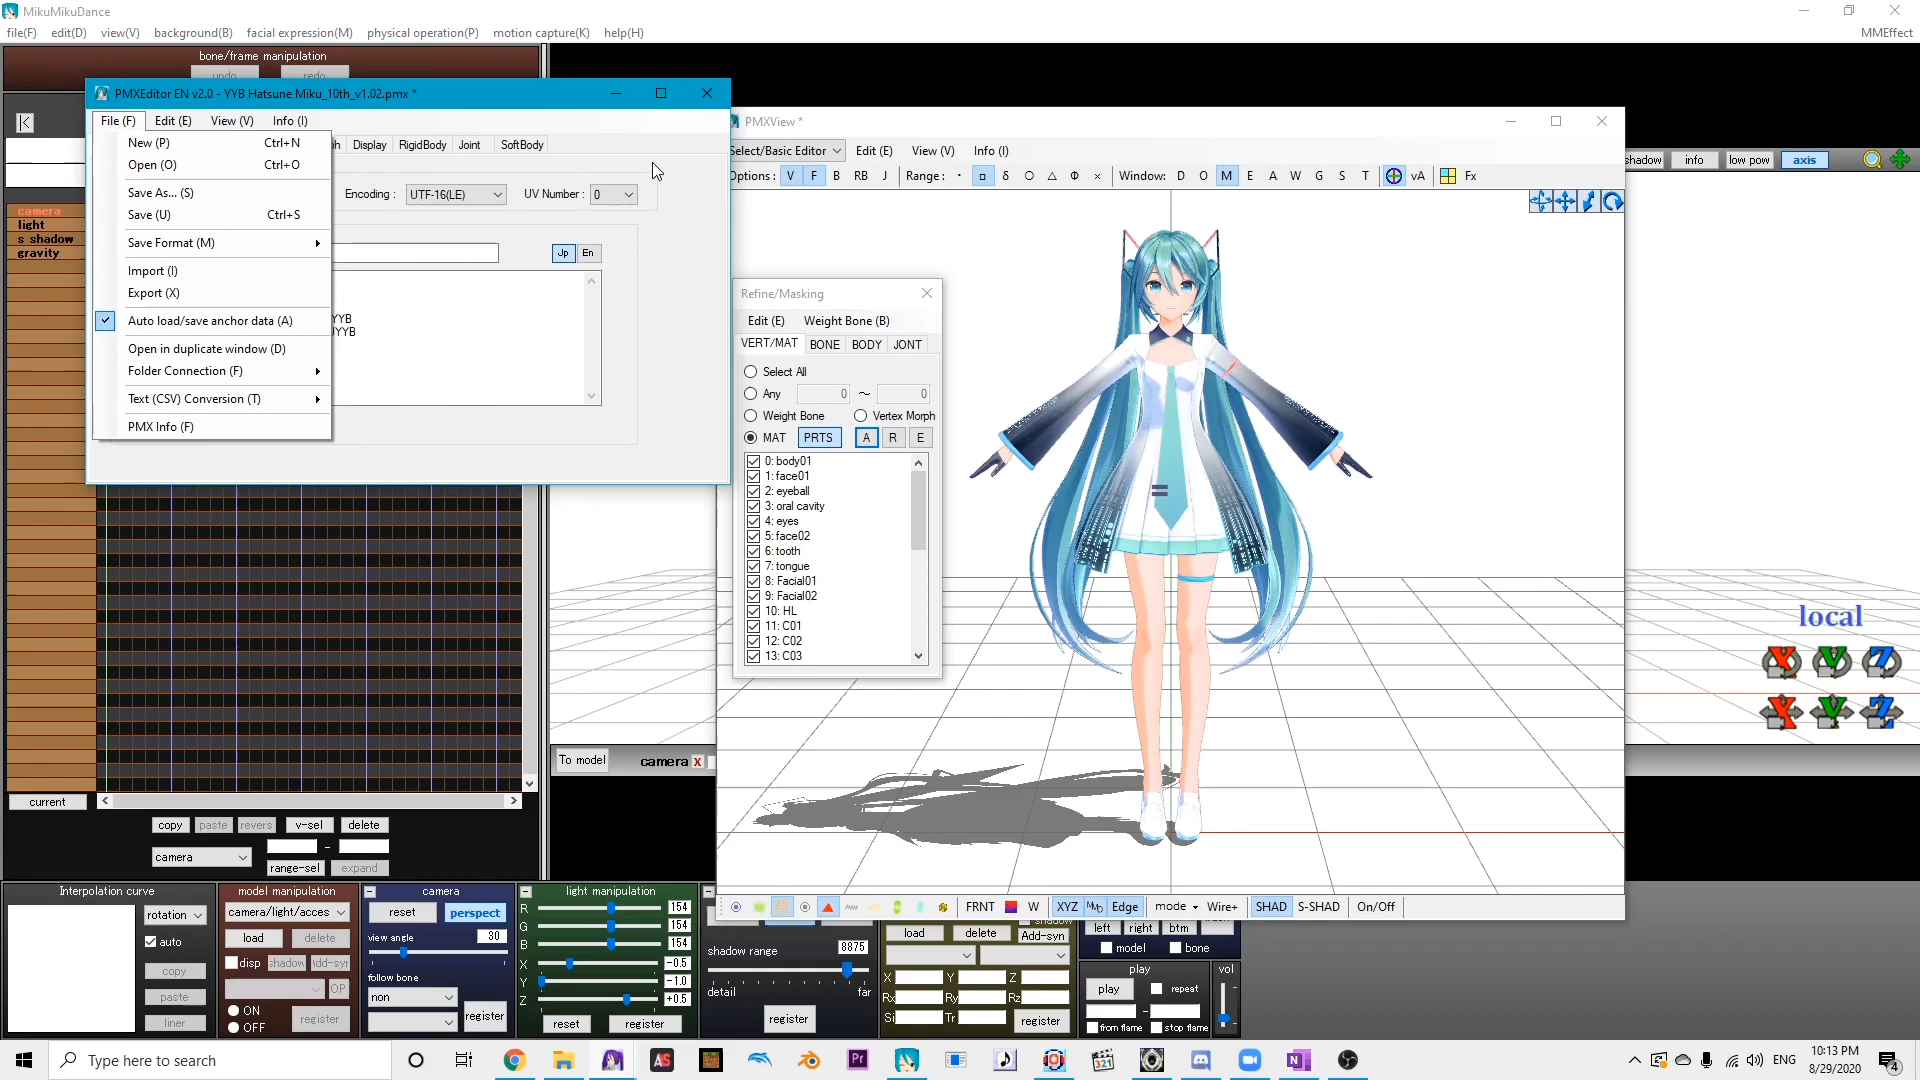 MikuMikuDance
file(F) edit(D) view(V) background(B) facial expression(M) physical operation(P) motion capture(K) help(H) MMEffect
bone/frame manipulation
undo redo
PMXEditor EN v2.0 - YYB Hatsune Miku_10th_v1.02.pmx *
File (F) Edit (E) View (V) Info (I)
New (P) Ctrl+N
Open (O) Ctrl+O
Save As... (S)
Save (U) Ctrl+S
Save Format (M)
Import (I)
Export (X)
Auto load/save anchor data (A)
Open in duplicate window (D)
Folder Connection (F)
Text (CSV) Conversion (T)
PMX Info (F)
ph Display RigidBody Joint SoftBody
Encoding : UTF-16(LE) UV Number : 0
Jp En
YYB
YYB
PMXView *
Select/Basic Editor Edit (E) View (V) Info (I)
Options : V F B RB J Range : Window: D O M E A W G S T vA Fx
shadow info low pow axis
Refine/Masking
Edit (E) Weight Bone (B)
VERT/MAT BONE BODY JONT
Select All
Any 0 ～ 0
Weight Bone Vertex Morph
MAT PRTS A R E
0: body01
1: face01
2: eyeball
3: oral cavity
4: eyes
5: face02
6: tooth
7: tongue
8: Facial01
9: Facial02
10: HL
11: C01
12: C02
13: C03
camera
light
s shadow
gravity
local
X Y Z
X Y Z
To model camera X
current
copy paste revers v-sel delete
camera -
range-sel expand
FRNT W XYZ Edge mode Wire+ SHAD S-SHAD On/Off
Interpolation curve
rotation
auto
copy
paste
liner
model manipulation
camera/light/acces
load delete
disp shadow Add-syn
OP
ON
OFF
register
camera
reset perspect
view angle 30
follow bone
non
register
light manipulation
R 154
G 154
B 154
X -0.5
Y -1.0
Z +0.5
reset register
shadow range 8875
detail far
register
shadow
load delete Add-syn
X Y Z
Rx Ry Rz
Si Tr register
left right btm
model bone
play
play repeat
-
from flame stop flame
vol
Type here to search
AS
Pr
321
N
ENG
10:13 PM
8/29/2020
4